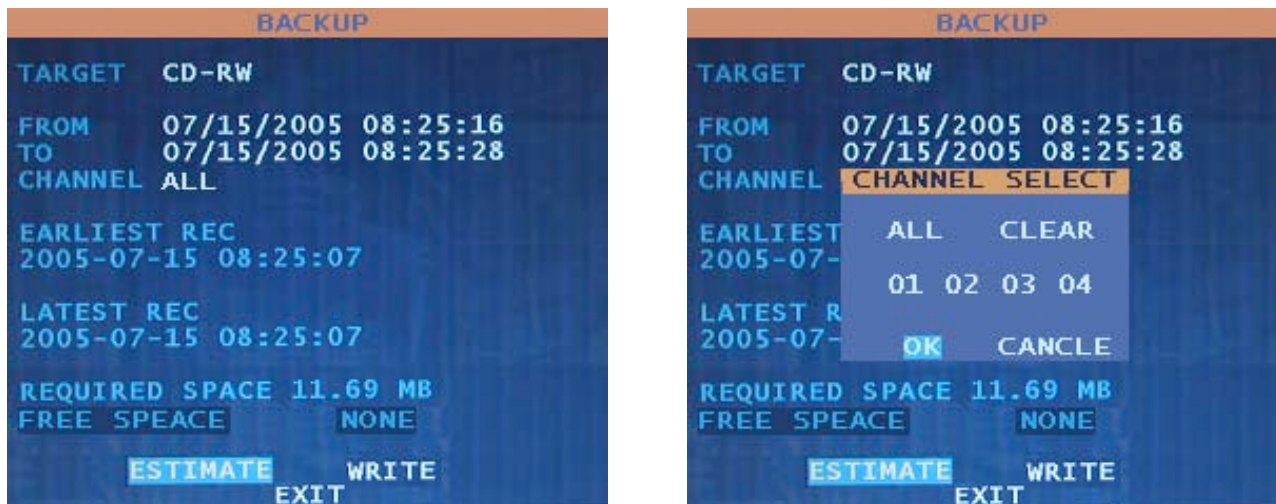 BACKUP
TARGET CD-RW
FROM 07/15/2005 08:25:16
TO 07/15/2005 08:25:28
CHANNEL ALL
EARLIEST REC
2005-07-15 08:25:07
LATEST REC
2005-07-15 08:25:07
REQUIRED SPACE 11.69 MB
FREE SPEACE NONE
ESTIMATE WRITE
EXIT
BACKUP
TARGET CD-RW
FROM 07/15/2005 08:25:16
TO 07/15/2005 08:25:28
CHANNEL CHANNEL SELECT
EARLIEST ALL CLEAR
2005-07-
01 02 03 04
LATEST R
2005-07- OK CANCLE
REQUIRED SPACE 11.69 MB
FREE SPEACE NONE
ESTIMATE WRITE
EXIT